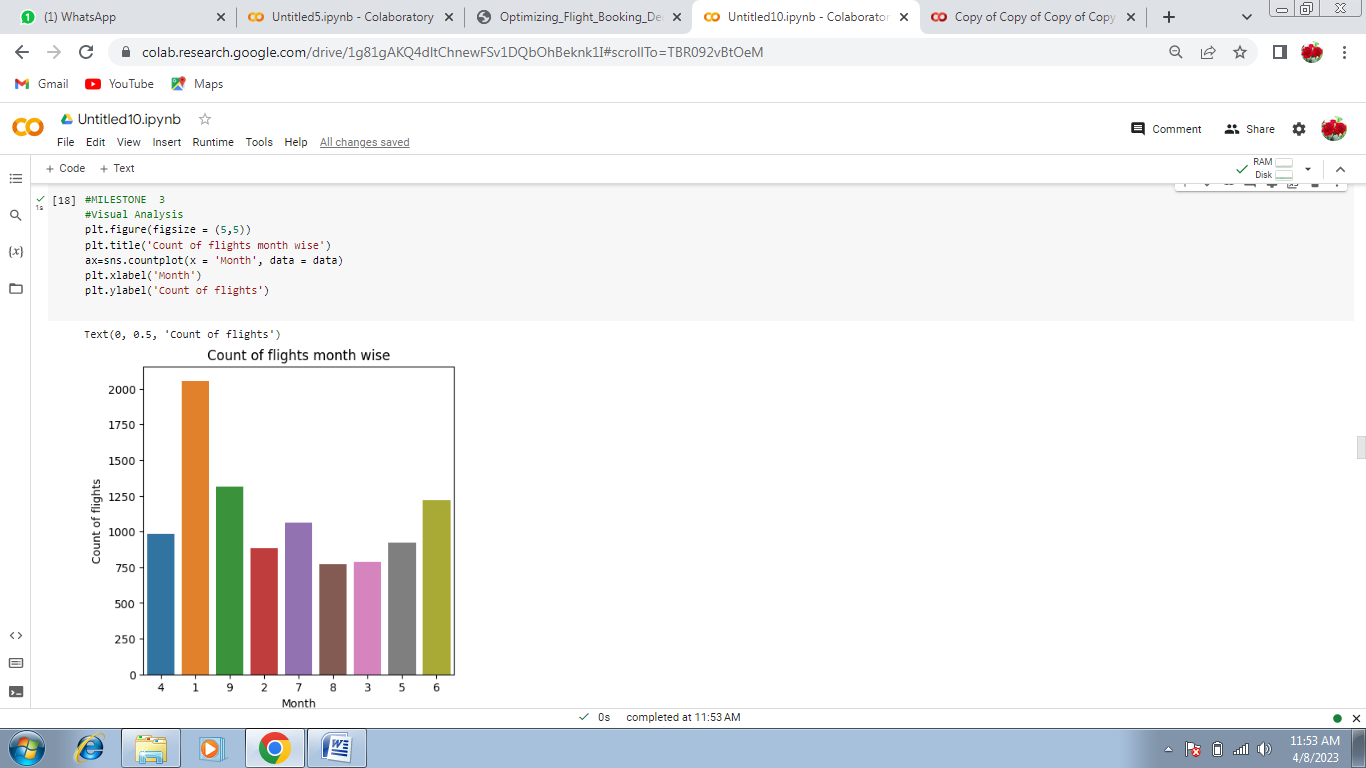 (1) WhatsApp
Untitled5.ipynb - Colaboratory
Optimizing_Flight_Booking_De
Untitled10.ipynb - Colaborator
Copy of Copy of Copy of Copy
colab.research.google.com/drive/1g81gAKQ4dItChnewFSv1DQbOhBeknk1I#scrollTo=TBR092vBtOeM
Gmail YouTube Maps
Untitled10.ipynb
Comment Share
File Edit View Insert Runtime Tools Help All changes saved
+ Code + Text
RAM
Disk
1s
[18] #MILESTONE  3
#Visual Analysis
plt.figure(figsize = (5,5))
plt.title('Count of flights month wise')
ax=sns.countplot(x = 'Month', data = data)
plt.xlabel('Month')
plt.ylabel('Count of flights')
{x}
Text(0, 0.5, 'Count of flights')
Count of flights month wise
2000
1750
1500
1250
1000
750
500
250
0
Count of flights
4 1 9 2 7 8 3 5 6
Month
0s completed at 11:53 AM
11:53 AM
4/8/2023